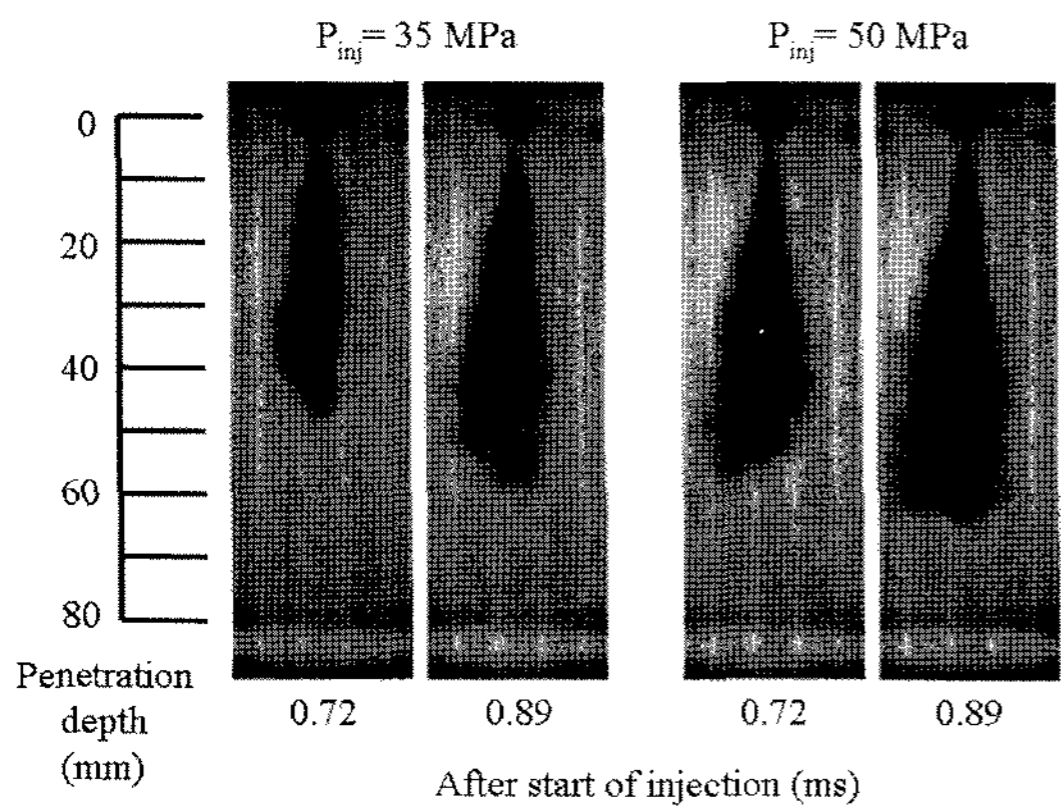 P_inj= 35 MPa
P_inj= 50 MPa
0
20
40
60
80
Penetration
depth
(mm)
0.72
0.89
0.72
0.89
After start of injection (ms)